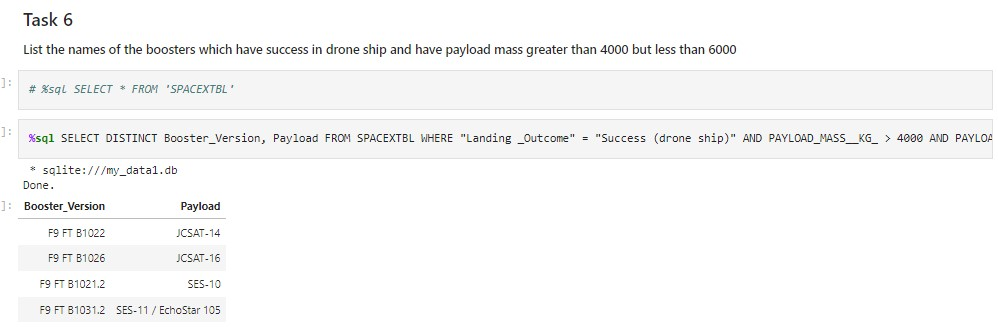 Task 6
List the names of the boosters which have success in drone ship and have payload mass greater than 4000 but less than 6000
]:
# %sql SELECT * FROM 'SPACEXTBL'
]:
%sql SELECT DISTINCT Booster_Version, Payload FROM SPACEXTBL WHERE "Landing _Outcome" = "Success (drone ship)" AND PAYLOAD_MASS__KG_ > 4000 AND PAYLOA
* sqlite:///my_data1.db
Done.
]:
Booster_Version Payload
F9 FT B1022 JCSAT-14
F9 FT B1026 JCSAT-16
F9 FT B1021.2 SES-10
F9 FT B1031.2 SES-11 / EchoStar 105